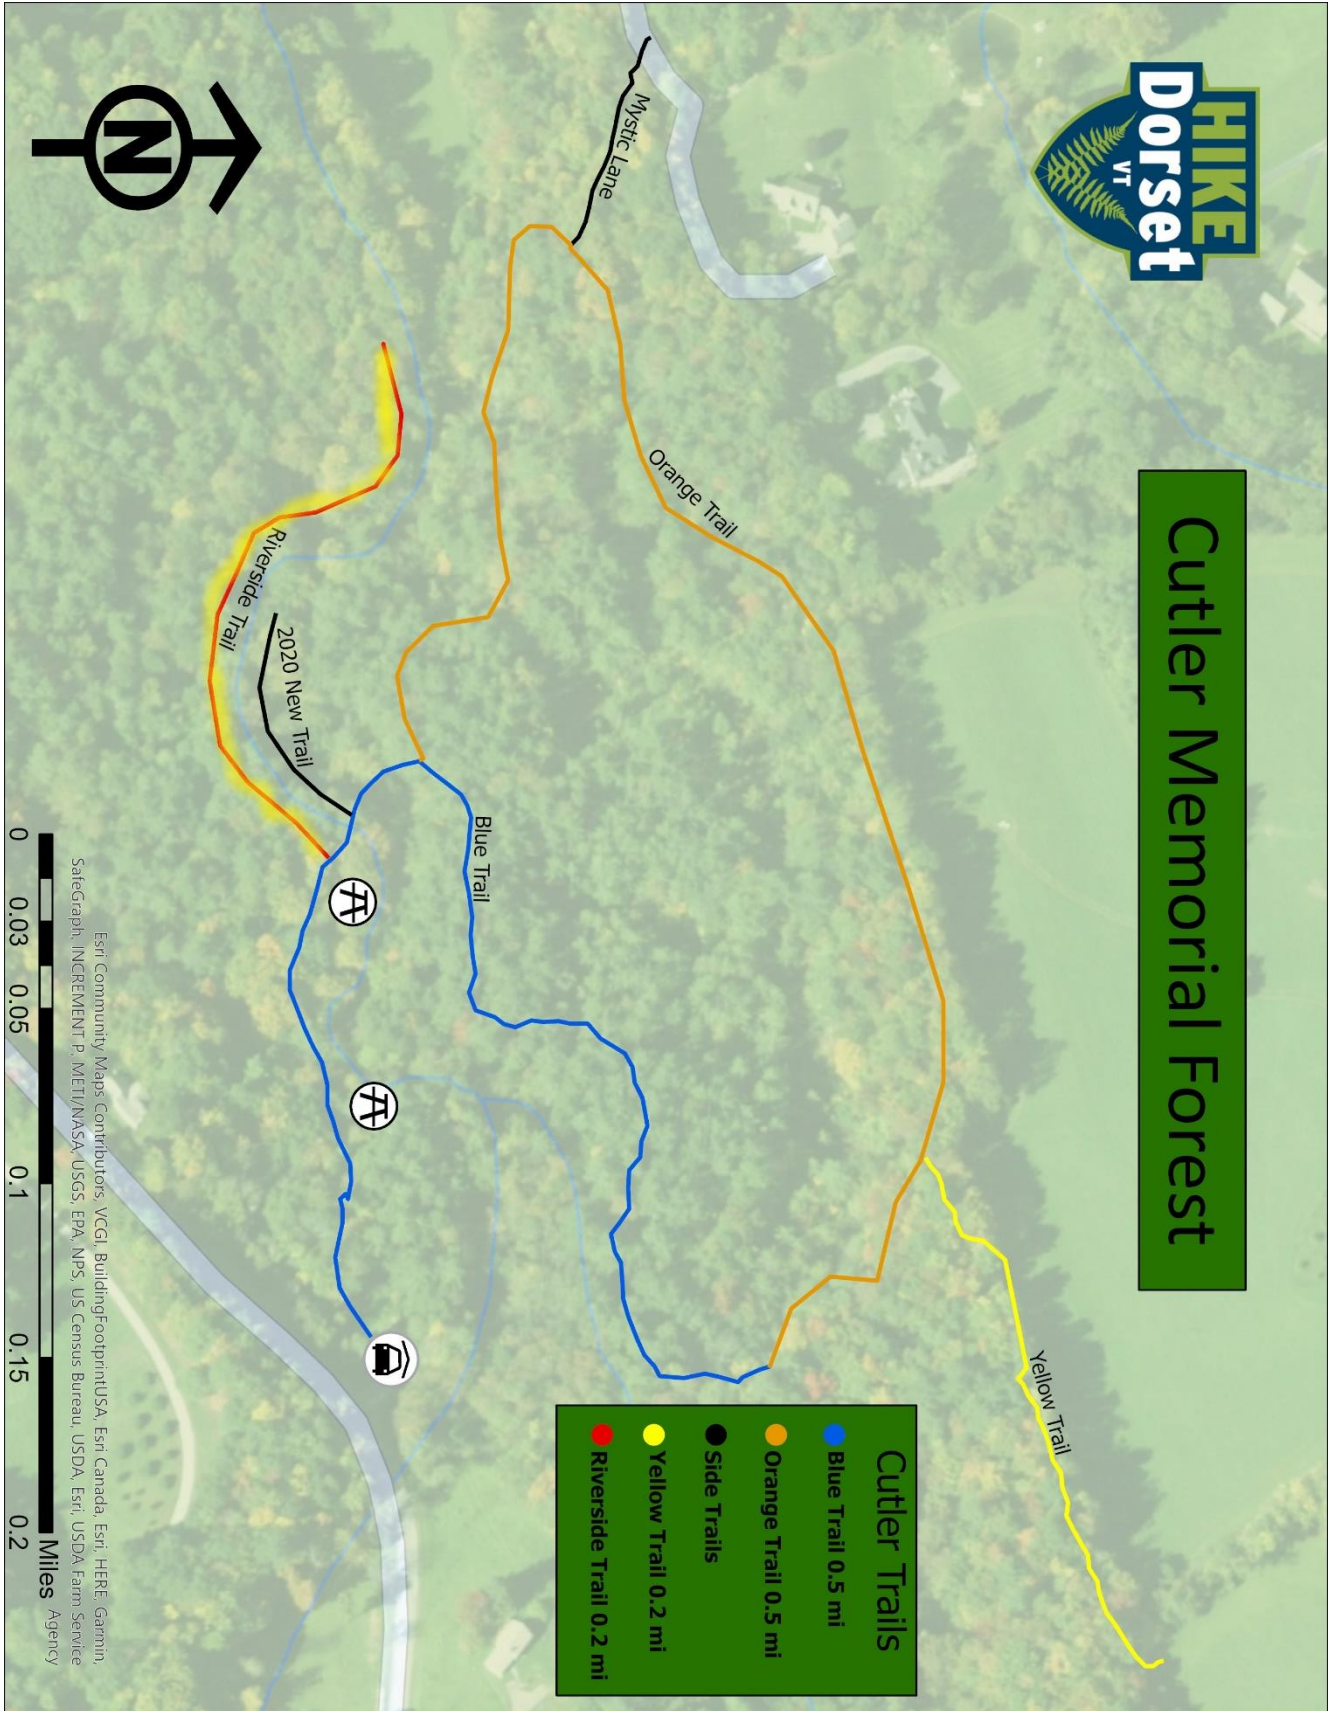 HIKE
Dorset
VT
Cutler Memorial Forest
Mystic Lane
Orange Trail
Yellow Trail
Blue Trail
Riverside Trail
2020 New Trail
N
Cutler Trails
Blue Trail 0.5 mi
Orange Trail 0.5 mi
Side Trails
Yellow Trail 0.2 mi
Riverside Trail 0.2 mi
Esri Community Maps Contributors, VCGI, BuildingFootprintUSA, Esri Canada, Esri, HERE, Garmin,
SafeGraph, INCREMENT P, METI/NASA, USGS, EPA, NPS, US Census Bureau, USDA, Esri, USDA Farm Service
Agency
Miles
0 0.03 0.05 0.1 0.15 0.2